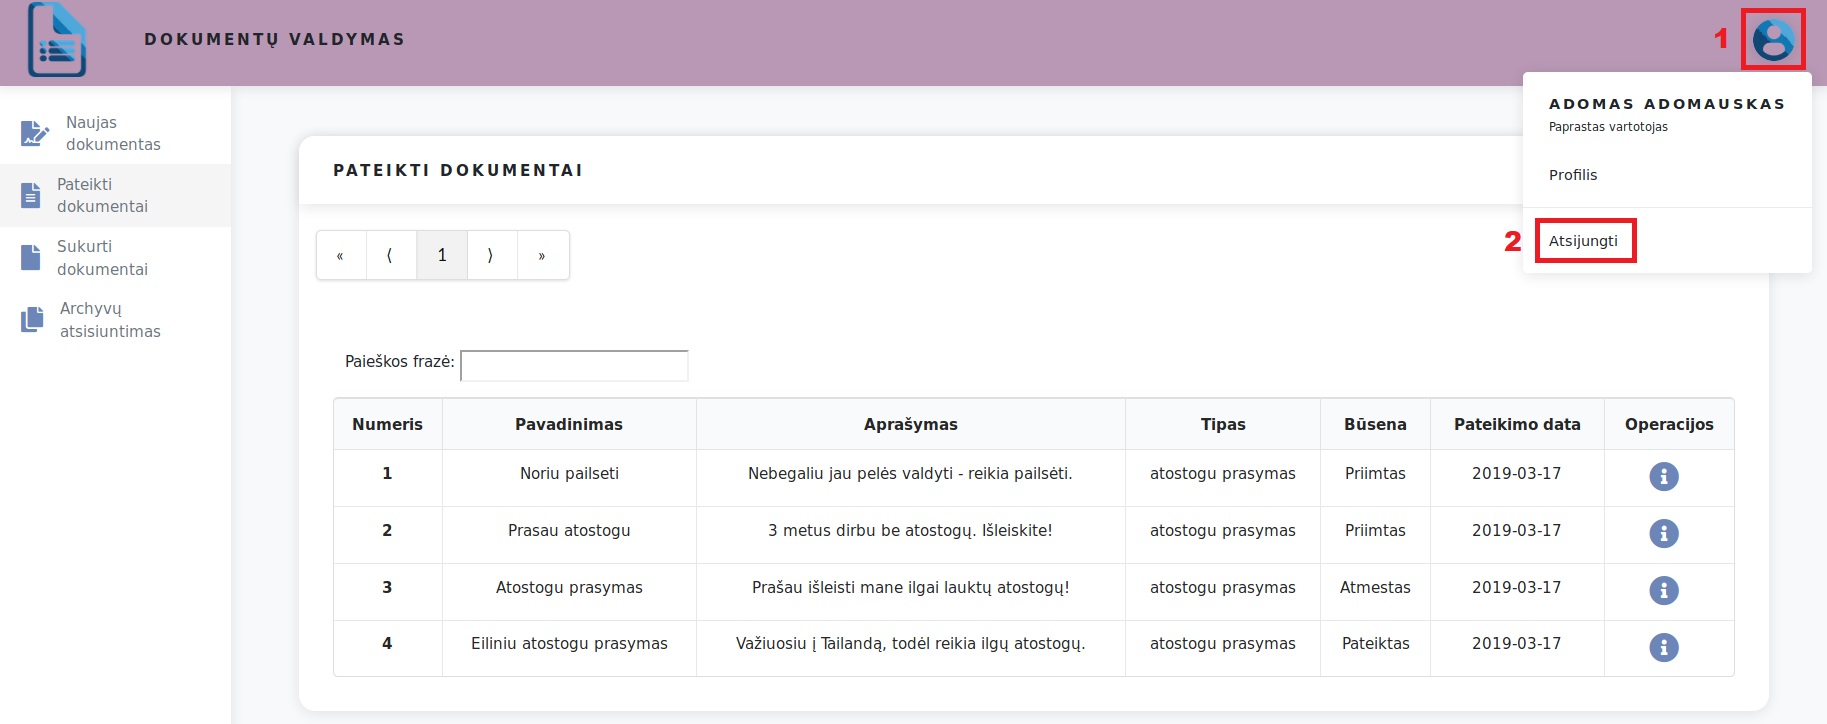 DOKUMENTŲ VALDYMAS
1
ADOMAS ADOMAUSKAS
Paprastas vartotojas
Profilis
2 Atsijungti
Naujas
dokumentas
Pateikti
dokumentai
Sukurti
dokumentai
Archyvų
atsisiuntimas
PATEIKTI DOKUMENTAI
« ⟨ 1 ⟩ »
Paieškos frazė:
Numeris Pavadinimas Aprašymas Tipas Būsena Pateikimo data Operacijos
1 Noriu pailseti Nebegaliu jau pelės valdyti - reikia pailsėti. atostogu prasymas Priimtas 2019-03-17
2 Prasau atostogu 3 metus dirbu be atostogų. Išleiskite! atostogu prasymas Priimtas 2019-03-17
3 Atostogu prasymas Prašau išleisti mane ilgai lauktų atostogų! atostogu prasymas Atmestas 2019-03-17
4 Eiliniu atostogu prasymas Važiuosiu į Tailandą, todėl reikia ilgų atostogų. atostogu prasymas Pateiktas 2019-03-17